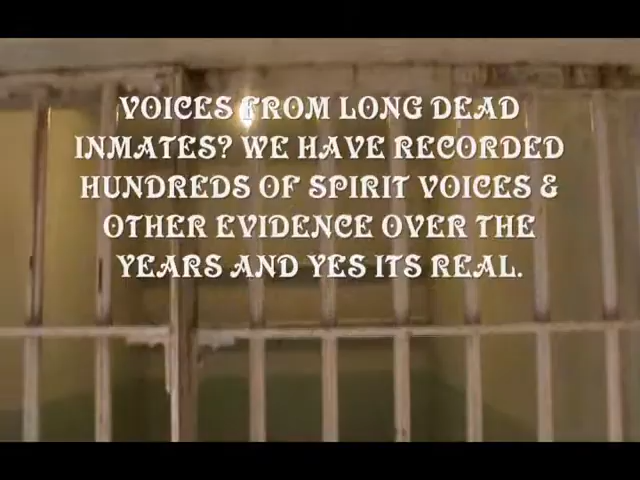 VOICES FROM LONG DEAD
INMATES? WE HAVE RECORDED
HUNDREDS OF SPIRIT VOICES &
OTHER EVIDENCE OVER THE
YEARS AND YES ITS REAL.